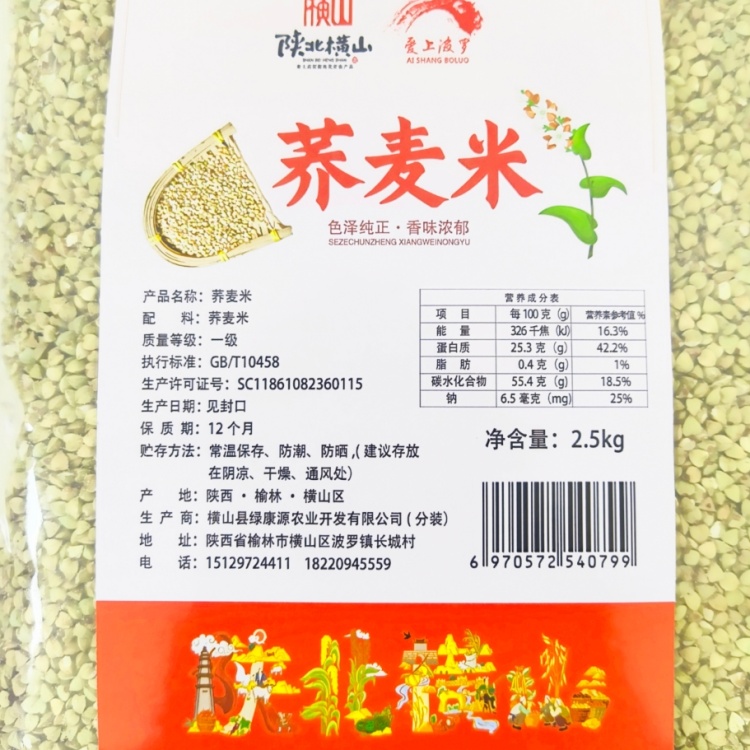 横山
陕北横山
SHAN BEI HENG SHAN
爱上波罗
AI SHANG BOLUO
荞麦米
色泽纯正·香味浓郁
SEZECHUNZHENG XIANGWEINONGYU
产品名称：荞麦米
配 料：荞麦米
质量等级：一级
执行标准：GB/T10458
生产许可证号：SC11861082360115
生产日期：见封口
保 质 期：12 个月
贮存方法：常温保存、防潮、防晒 ,( 建议存放
在阴凉、干燥、通风处）
产 地：陕西 · 榆林 · 横山区
生 产 商：横山县绿康源农业开发有限公司 ( 分装）
地 址：陕西省榆林市横山区波罗镇长城村
电 话：15129724411 18220945559
营养成分表
项 目 每 100 克（g) 营养素参考值 %
能 量 326 千焦（kJ) 16.3%
蛋白质 25.3 克（g） 42.2%
脂 肪 0.4 克（g） 1%
碳水化合物 55.4 克（g） 18.5%
钠 6.5 毫克（mg) 25%
净含量：2.5kg
6 970572 540799
陕北横山